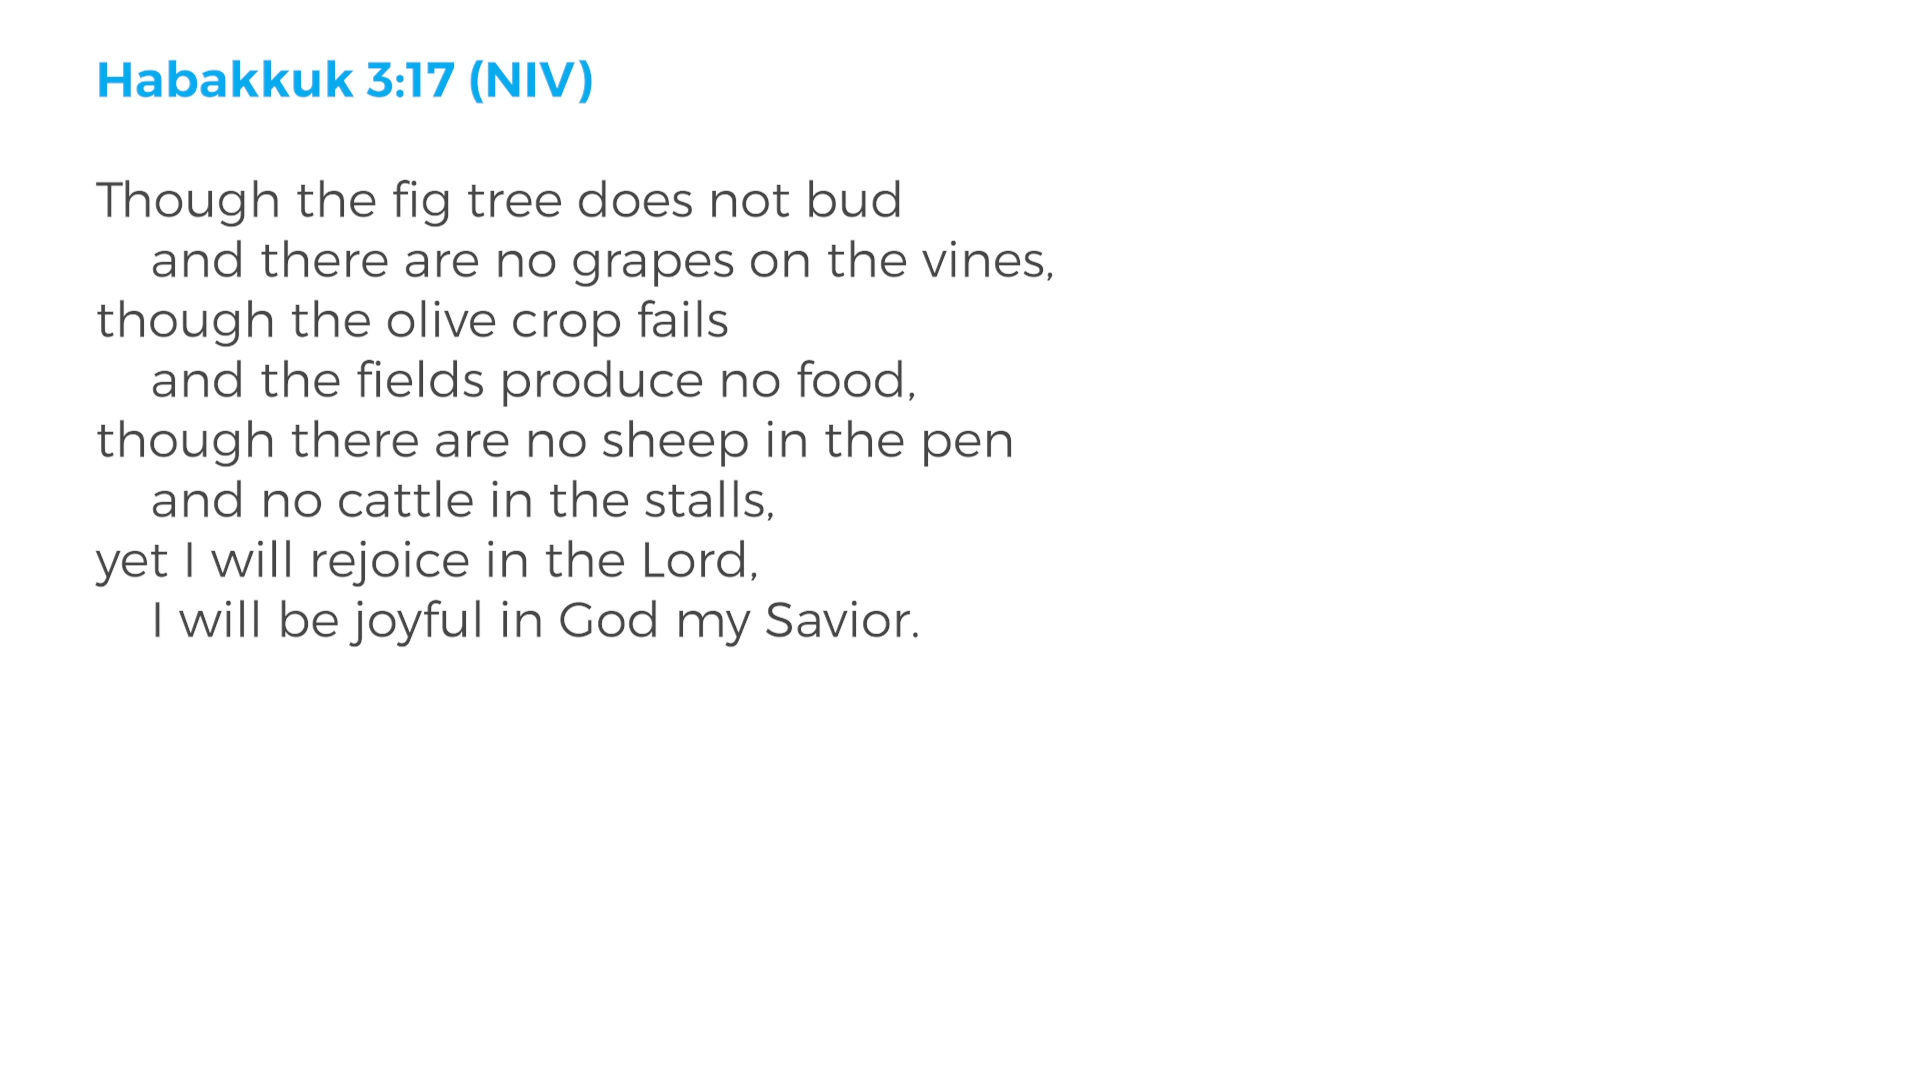 Habakkuk 3:17 (NIV)
Though the fig tree does not bud
and there are no grapes on the vines,
though the olive crop fails
and the fields produce no food,
though there are no sheep in the pen
and no cattle in the stalls,
yet I will rejoice in the Lord,
I will be joyful in God my Savior.